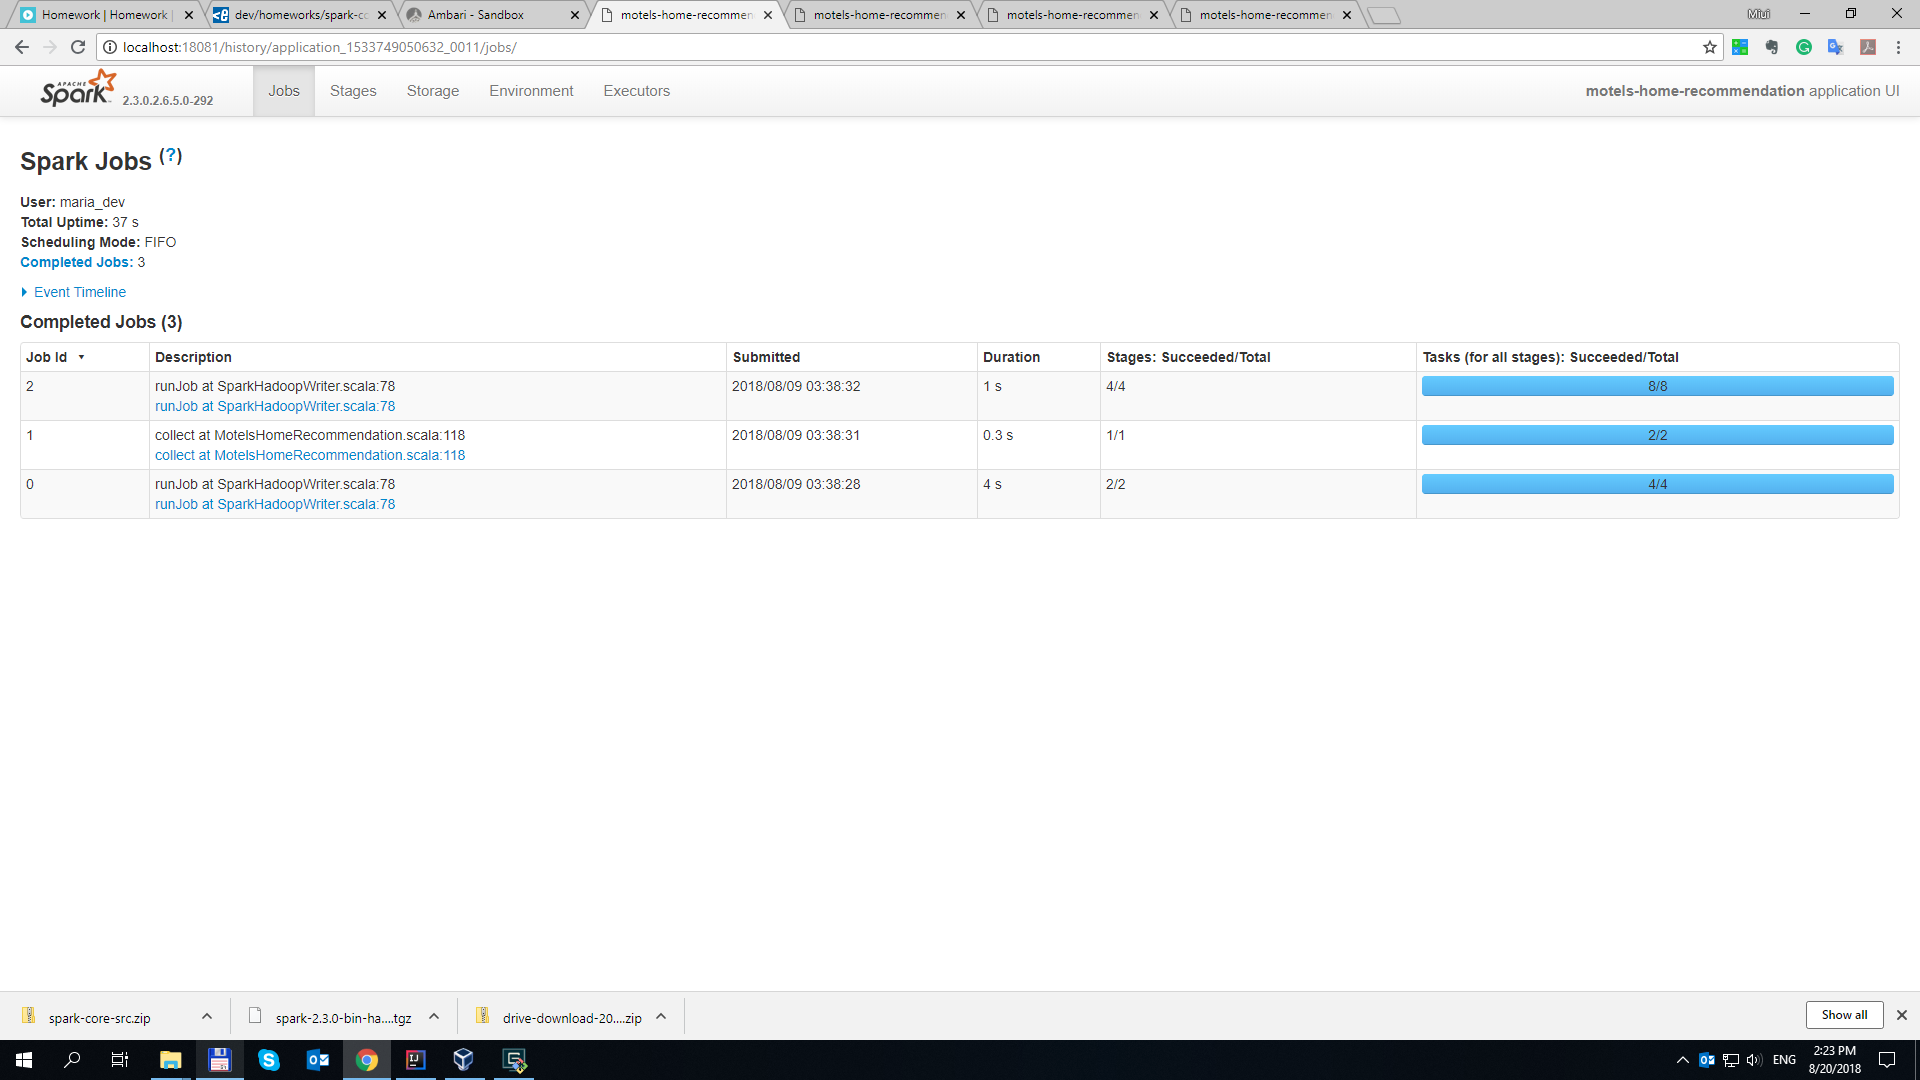 Homework | Homework |
dev/homeworks/spark-co
Ambari - Sandbox
motels-home-recommen
motels-home-recommen
motels-home-recommen
motels-home-recommen
Miui
localhost:18081/history/application_1533749050632_0011/jobs/
APACHE
Spark 2.3.0.2.6.5.0-292
Jobs
Stages
Storage
Environment
Executors
motels-home-recommendation application UI
Spark Jobs (?)
User: maria_dev
Total Uptime: 37 s
Scheduling Mode: FIFO
Completed Jobs: 3
Event Timeline
Completed Jobs (3)
Job Id ▾ Description Submitted Duration Stages: Succeeded/Total Tasks (for all stages): Succeeded/Total
2 runJob at SparkHadoopWriter.scala:78 2018/08/09 03:38:32 1 s 4/4 8/8
runJob at SparkHadoopWriter.scala:78
1 collect at MotelsHomeRecommendation.scala:118 2018/08/09 03:38:31 0.3 s 1/1 2/2
collect at MotelsHomeRecommendation.scala:118
0 runJob at SparkHadoopWriter.scala:78 2018/08/09 03:38:28 4 s 2/2 4/4
runJob at SparkHadoopWriter.scala:78
spark-core-src.zip
spark-2.3.0-bin-ha....tgz
drive-download-20....zip
Show all
ENG
2:23 PM
8/20/2018